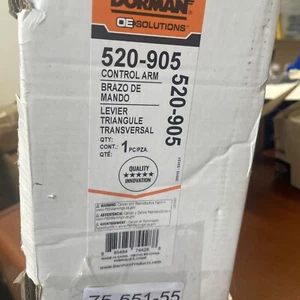 DORMAN
OE SOLUTIONS
520-905
CONTROL ARM
BRAZO DE
MANDO
LEVIER
TRIANGULE
TRANSVERSAL
QTY:
CONT.: 1 PC/PZA.
QTÉ:
520-905
QUALITY
INNOVATION
WARNING:
ADVERTENCIA:
AVERTISSEMENT:
75-551-55